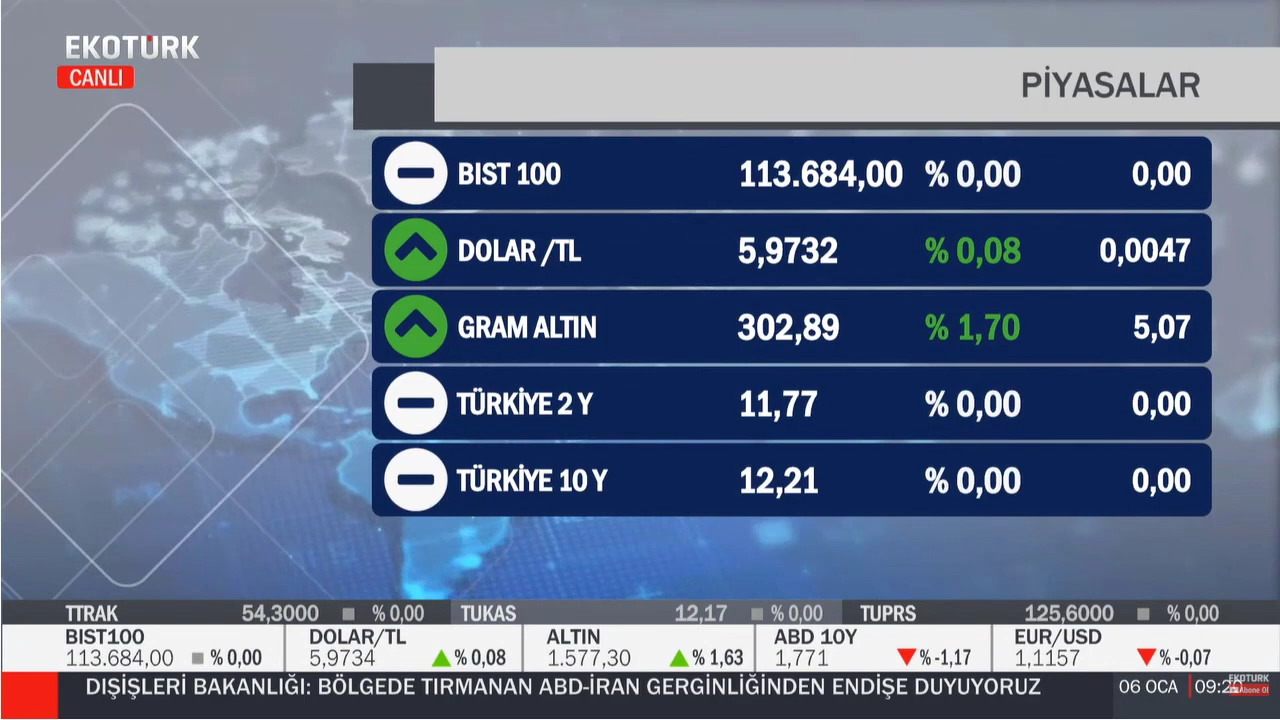 EKOTÜRK
CANLI
PİYASALAR
BIST 100 113.684,00 % 0,00 0,00
DOLAR /TL 5,9732 % 0,08 0,0047
GRAM ALTIN 302,89 % 1,70 5,07
TÜRKİYE 2 Y 11,77 % 0,00 0,00
TÜRKİYE 10 Y 12,21 % 0,00 0,00
TTRAK 54,3000 % 0,00 TUKAS 12,17 % 0,00 TUPRS 125,6000 % 0,00
BIST100 DOLAR/TL ALTIN ABD 10Y EUR/USD
113.684,00 % 0,00 5,9734 % 0,08 1.577,30 % 1,63 1,771 % -1,17 1,1157 % -0,07
DIŞİŞLERİ BAKANLIĞI: BÖLGEDE TIRMANAN ABD-İRAN GERGİNLİĞİNDEN ENDİŞE DUYUYORUZ 06 OCA
EKOTÜRK
Abone Ol